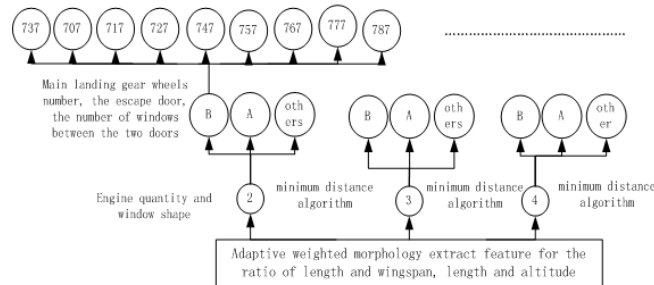 737 707 717 727 747 757 767 777 787
Main landing gear wheels
number, the escape door,
the number of windows
between the two doors
B A oth
ers
B A oth
ers
B A oth
er
Engine quantity and
window shape
2
minimum distance
algorithm
3
minimum distance
algorithm
4
minimum distance
algorithm
Adaptive weighted morphology extract feature for the
ratio of length and wingspan, length and altitude